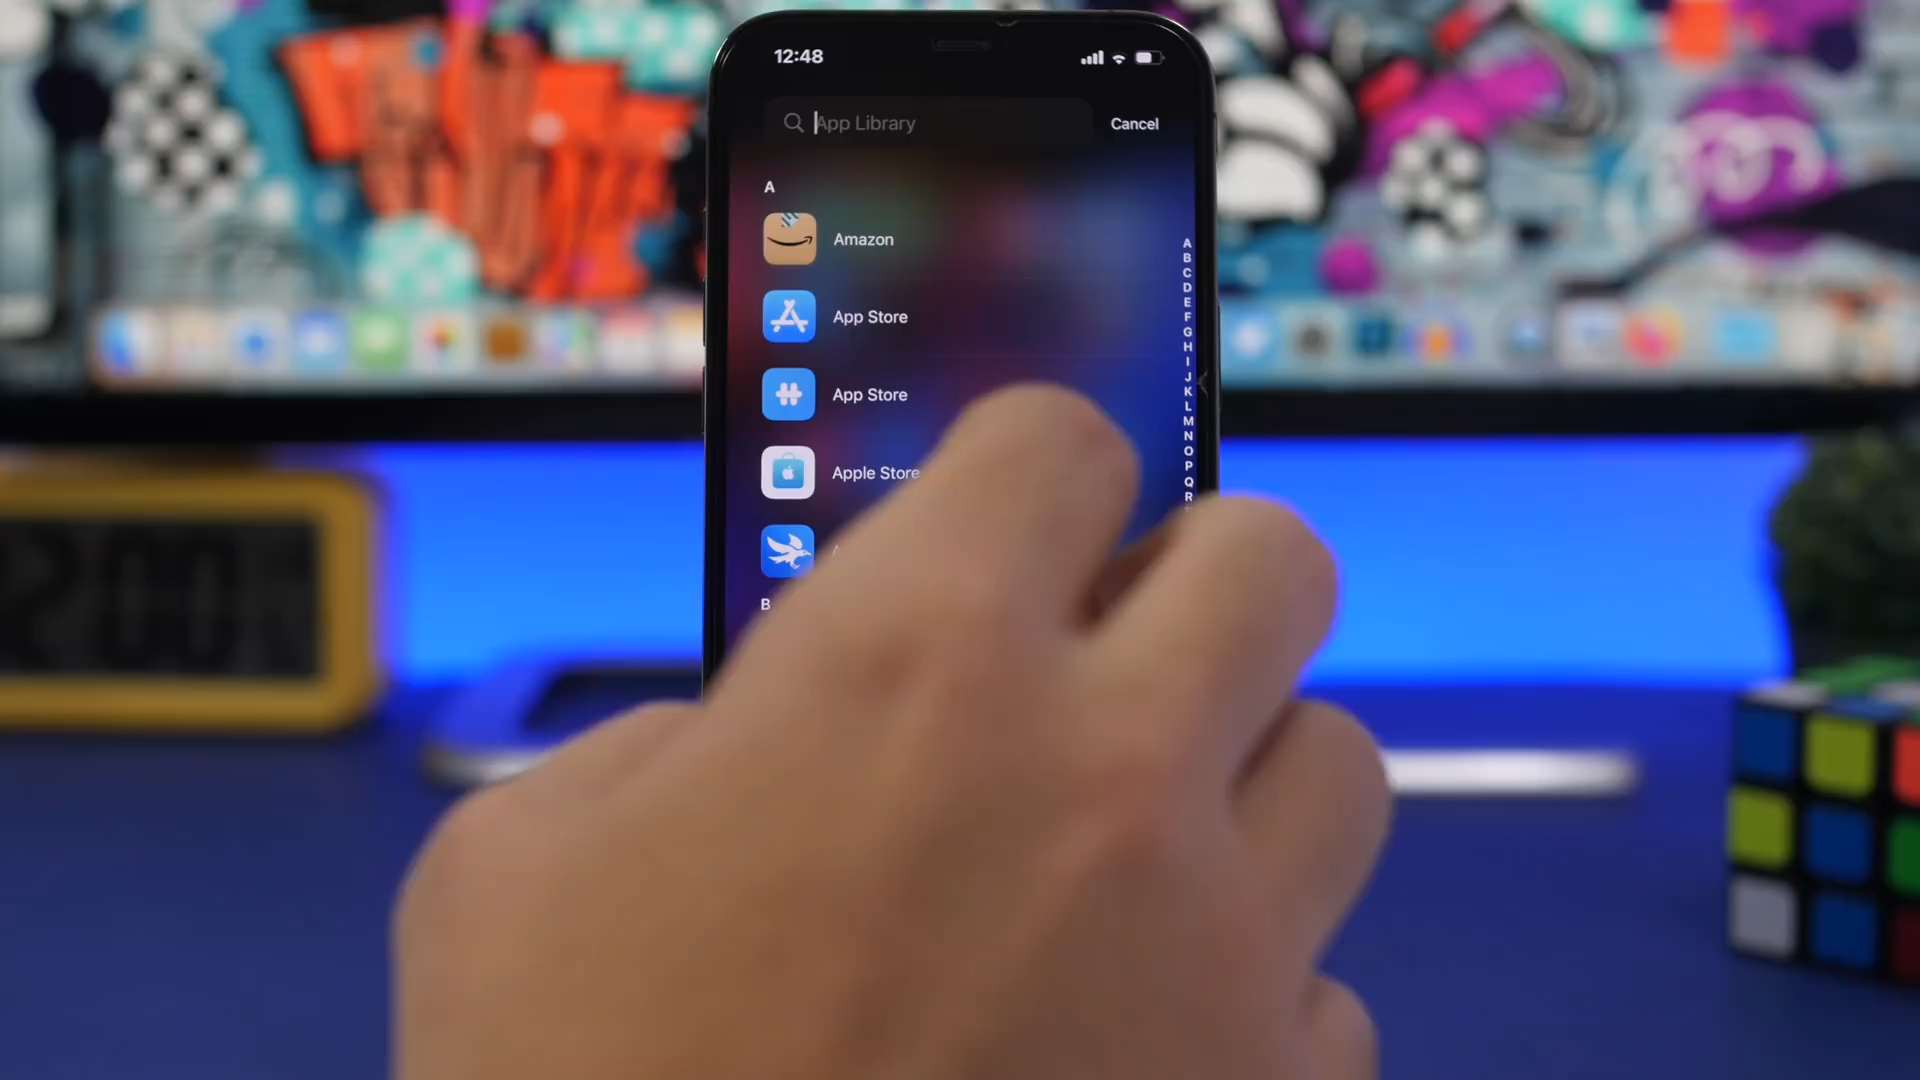 12:48
App Library
Cancel
A
Amazon
App Store
App Store
Apple Store
B
A
B
C
D
E
F
G
H
I
J
K
L
M
N
O
P
Q
R